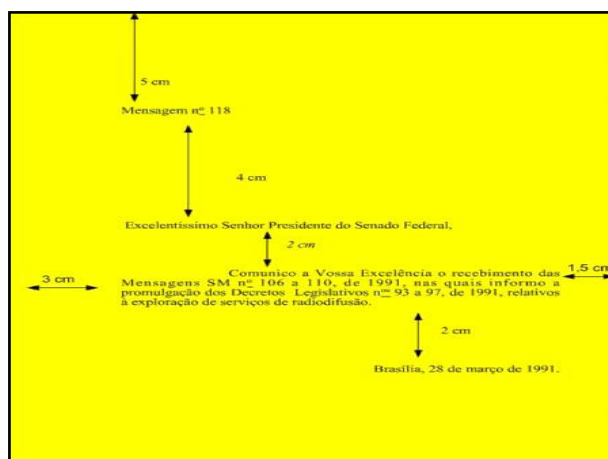 5 cm
Mensagem nº 118
4 cm
Excelentíssimo Senhor Presidente do Senado Federal,
2 cm
Comunico a Vossa Excelência o recebimento das
Mensagens SM nº 106 a 110, de 1991, nas quais informo a
promulgação dos Decretos Legislativos nºs 93 a 97, de 1991, relativos
à exploração de serviços de radiodifusão.
3 cm
1,5 cm
2 cm
Brasília, 28 de março de 1991.